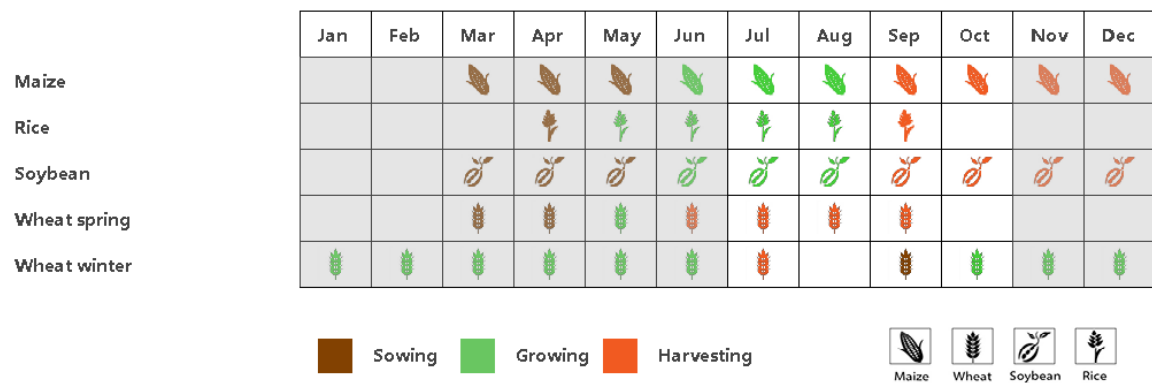 Jan Feb Mar Apr May Jun Jul Aug Sep Oct Nov Dec
Maize
Rice
Soybean
Wheat spring
Wheat winter
Sowing Growing Harvesting
Maize Wheat Soybean Rice